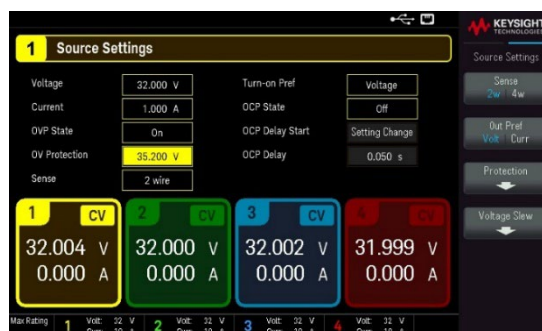 KEYSIGHT
TECHNOLOGIES
1 Source Settings
Source Settings
Voltage 32.000 V Turn-on Pref Voltage
Current 1.000 A OCP State Off
OVP State On OCP Delay Start Setting Change
OV Protection 35.200 V OCP Delay 0.050 s
Sense 2 wire
Sense
2w 4w
Out Pref
Volt Curr
Protection
Voltage Slew
1 CV 2 CV 3 CV 4 CV
32.004 V 32.000 V 32.002 V 31.999 V
0.000 A 0.000 A 0.000 A 0.000 A
Max Rating 1 Volt: 32 V 2 Volt: 32 V 3 Volt: 32 V 4 Volt: 32 V